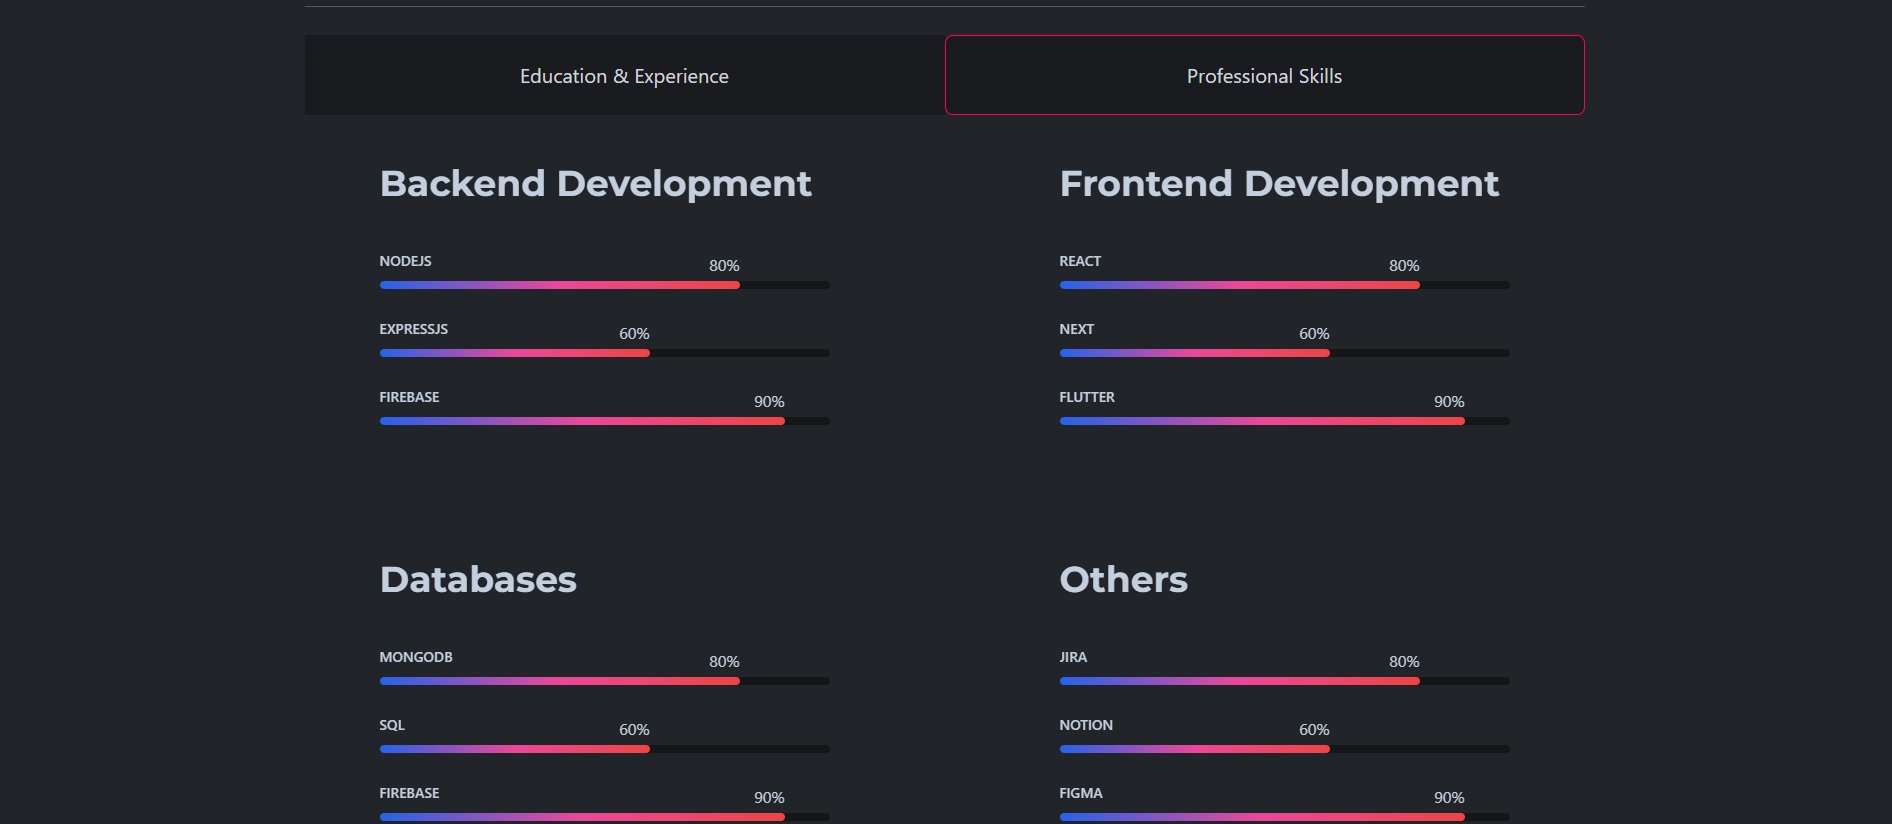 Education & Experience
Professional Skills
Backend Development
NODEJS
80%
EXPRESSJS
60%
FIREBASE
90%
Frontend Development
REACT
80%
NEXT
60%
FLUTTER
90%
Databases
MONGODB
80%
SQL
60%
FIREBASE
90%
Others
JIRA
80%
NOTION
60%
FIGMA
90%